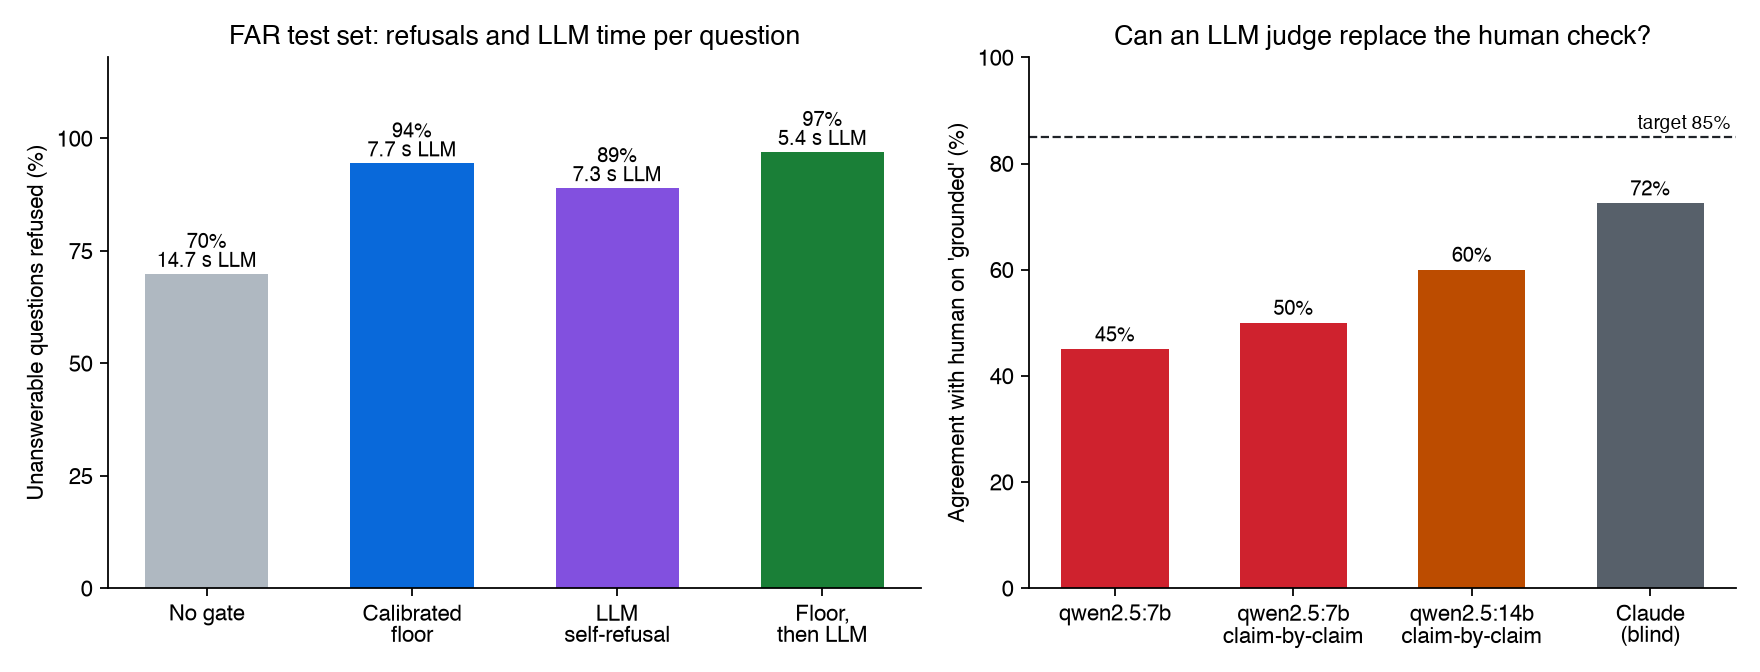 FAR test set: refusals and LLM time per question
Unanswerable questions refused (%)
100
75
50
25
0
70%
14.7 s LLM
94%
7.7 s LLM
89%
7.3 s LLM
97%
5.4 s LLM
No gate
Calibrated
floor
LLM
self-refusal
Floor,
then LLM
Can an LLM judge replace the human check?
Agreement with human on 'grounded' (%)
100
80
60
40
20
0
target 85%
45%
50%
60%
72%
qwen2.5:7b
qwen2.5:7b
claim-by-claim
qwen2.5:14b
claim-by-claim
Claude
(blind)